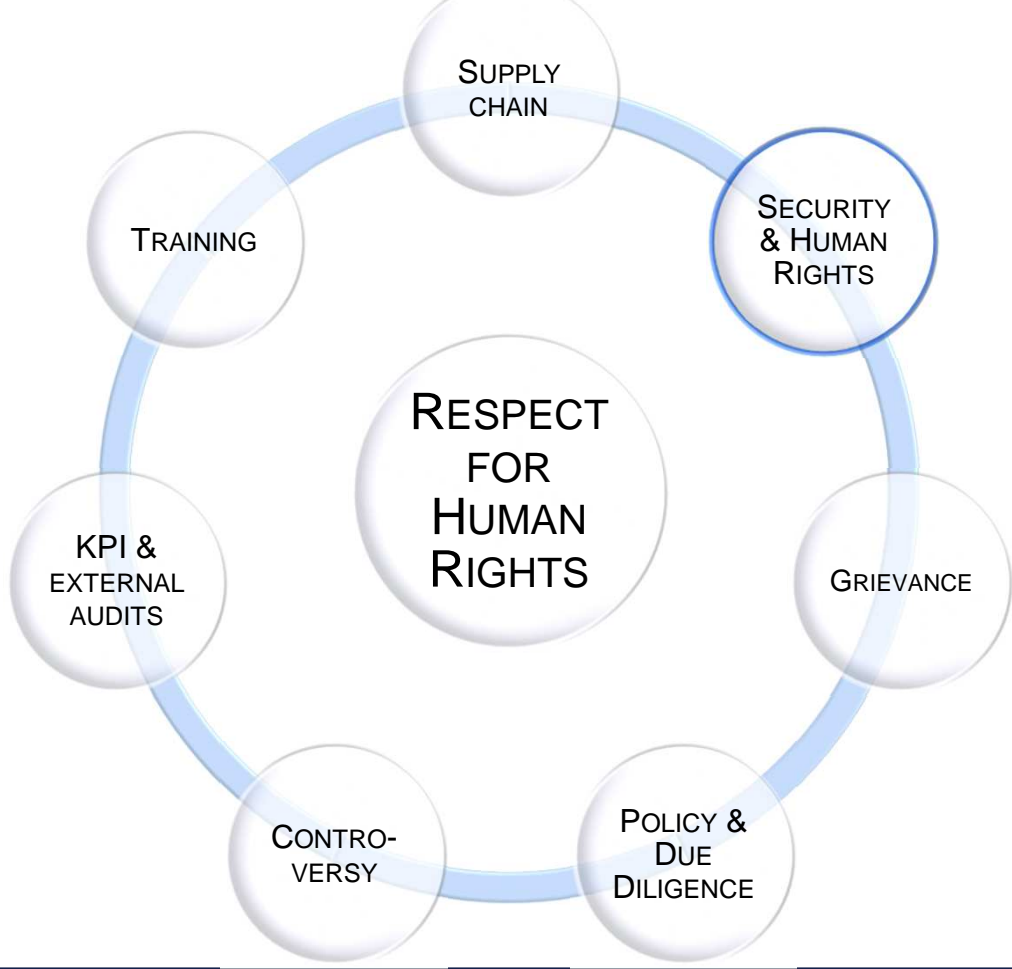 SUPPLY
CHAIN
SECURITY
& HUMAN
RIGHTS
TRAINING
RESPECT
FOR
HUMAN
RIGHTS
KPI &
EXTERNAL
AUDITS
GRIEVANCE
CONTRO-
VERSY
POLICY &
DUE
DILIGENCE